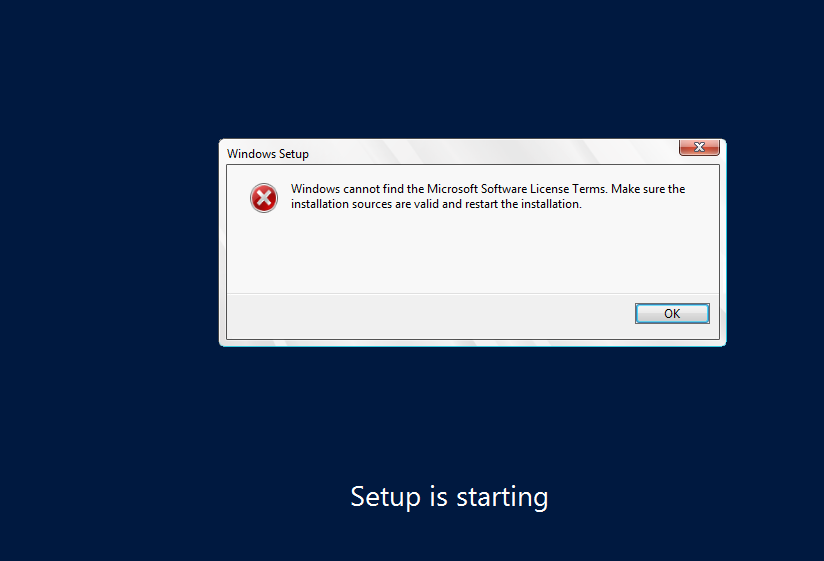 Windows Setup
Windows cannot find the Microsoft Software License Terms. Make sure the
installation sources are valid and restart the installation.
OK
Setup is starting